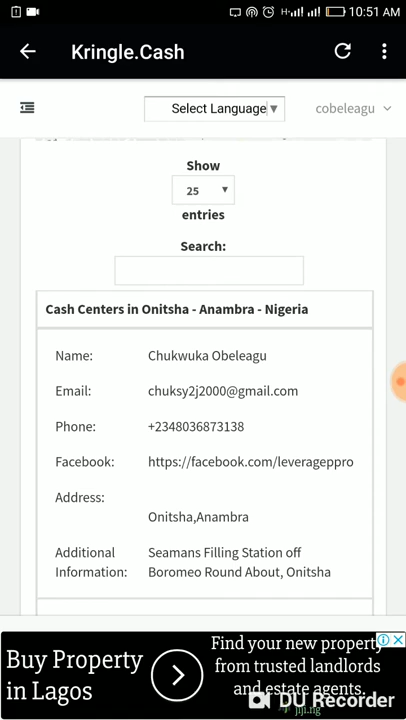 10:51 AM
Kringle.Cash
Select Language
cobeleagu
Show
25
entries
Search:
Cash Centers in Onitsha - Anambra - Nigeria
Name: Chukwuka Obeleagu
Email: chuksy2j2000@gmail.com
Phone: +2348036873138
Facebook: https://facebook.com/leverageppro
Address:
Onitsha,Anambra
Additional Information: Seamans Filling Station off
Boromeo Round About, Onitsha
Buy Property
in Lagos
Find your new property
from trusted landlords
and estate agents.
jiji.ng
DU Recorder